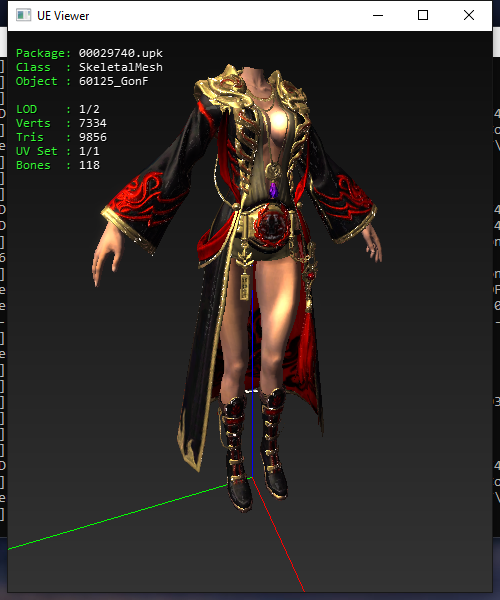 UE Viewer
Package: 00029740.upk
Class  : SkeletalMesh
Object : 60125_GonF
LOD    : 1/2
Verts  : 7334
Tris   : 9856
UV Set : 1/1
Bones  : 118